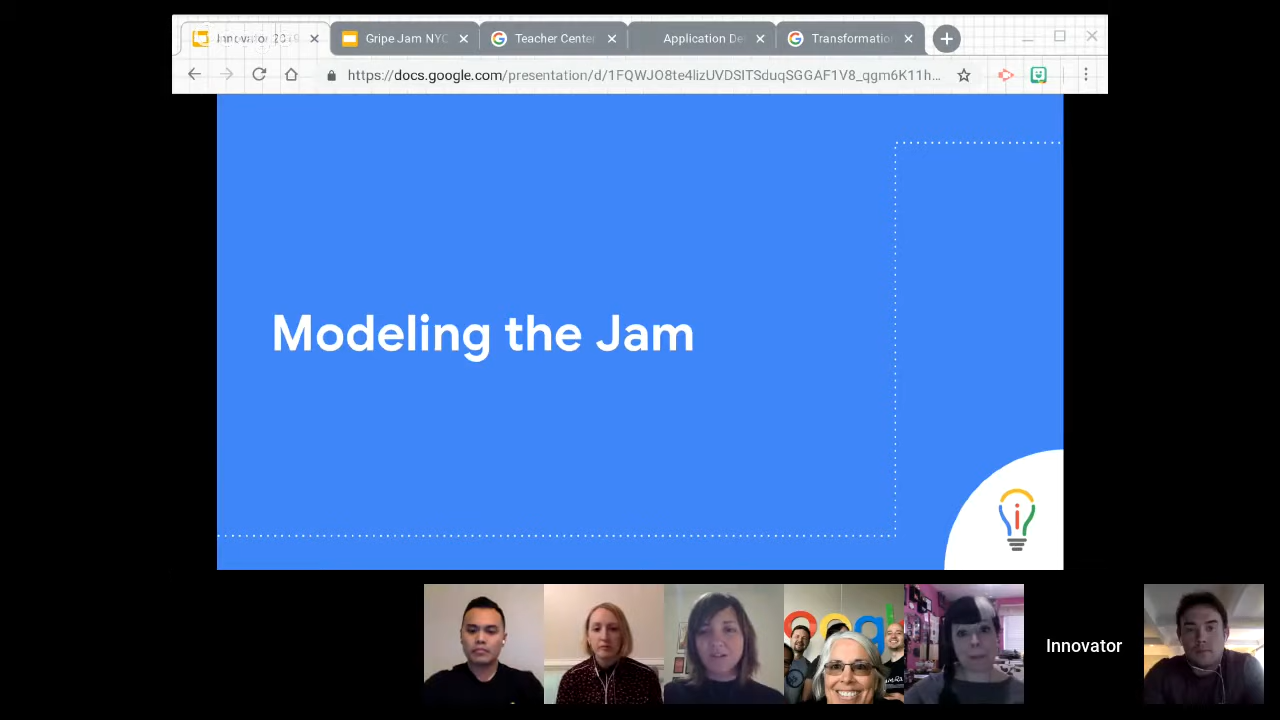 Innovator 2019
Gripe Jam NYC
Teacher Center
Application De
Transformation
https://docs.google.com/presentation/d/1FQWJO8te4lizUVDSITSduqSGGAF1V8_qgm6K11h...
Modeling the Jam
i
Google
Innovator